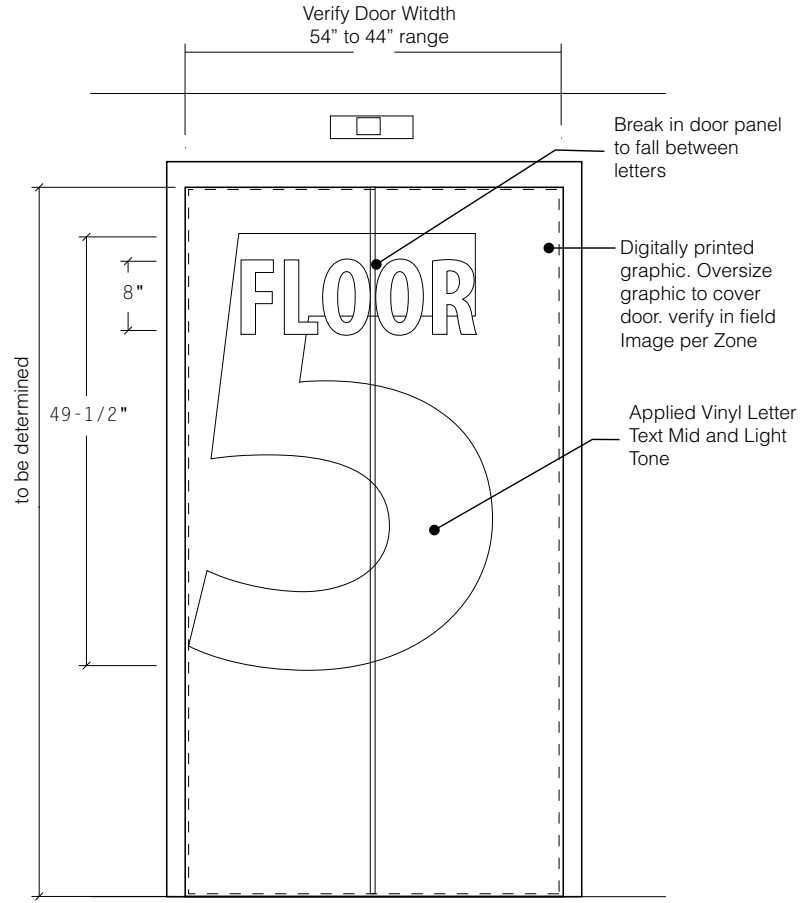 Verify Door Witdth
54” to 44” range
Break in door panel
to fall between
letters
Digitally printed
graphic. Oversize
graphic to cover
door. verify in field
Image per Zone
FLOOR
8"
5
49-1/2"
to be determined
Applied Vinyl Letter
Text Mid and Light
Tone